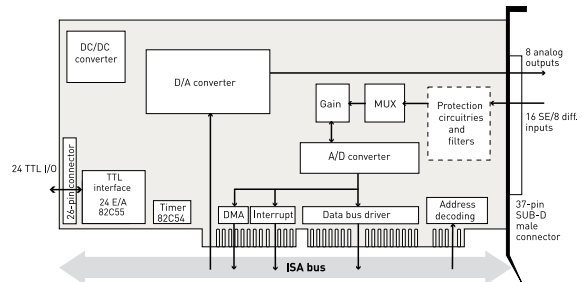 DC/DC
converter
D/A converter
8 analog
outputs
Gain
MUX
Protection
circuitries
and
filters
16 SE/8 diff.
inputs
A/D converter
24 TTL I/O
26-pin connector
TTL
interface
24 E/A
82C55
Timer
82C54
DMA
Interrupt
Data bus driver
Address
decoding
37-pin
SUB-D
male
connector
ISA bus